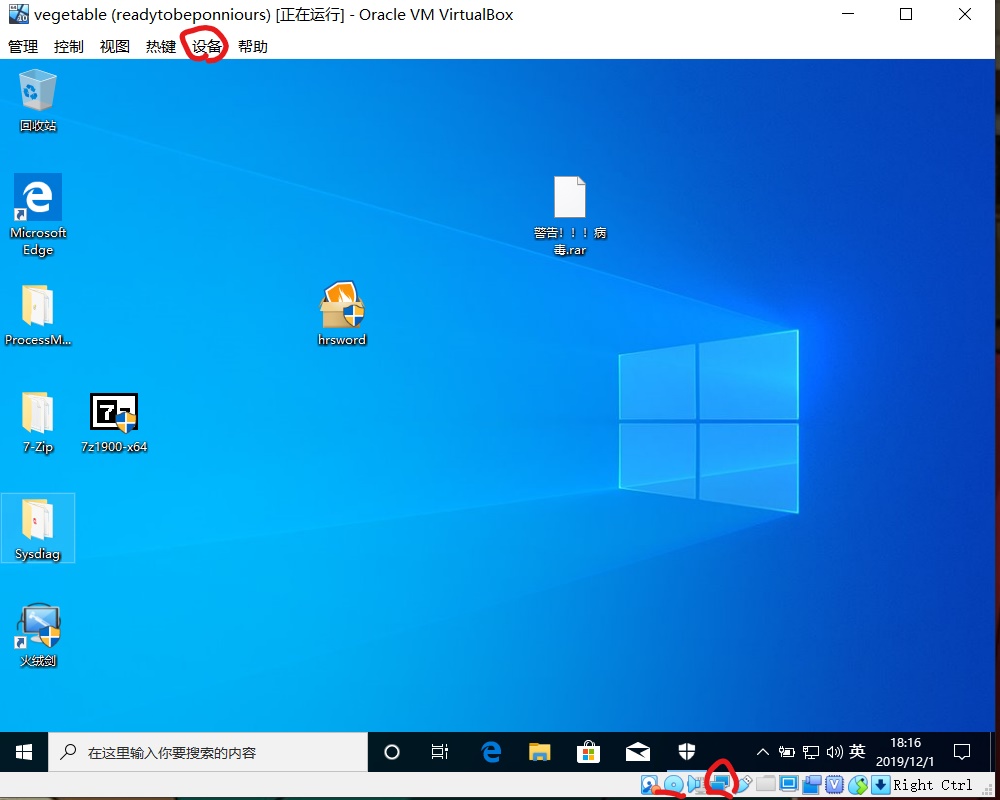 vegetable (readytobeponniours) [正在运行] - Oracle VM VirtualBox
管理 控制 视图 热键 设备 帮助
回收站
Microsoft
Edge
警告！！！病
毒.rar
ProcessM...
hrsword
7-Zip
7z1900-x64
Sysdiag
火绒剑
在这里输入你要搜索的内容
英
18:16
2019/12/1
Right Ctrl